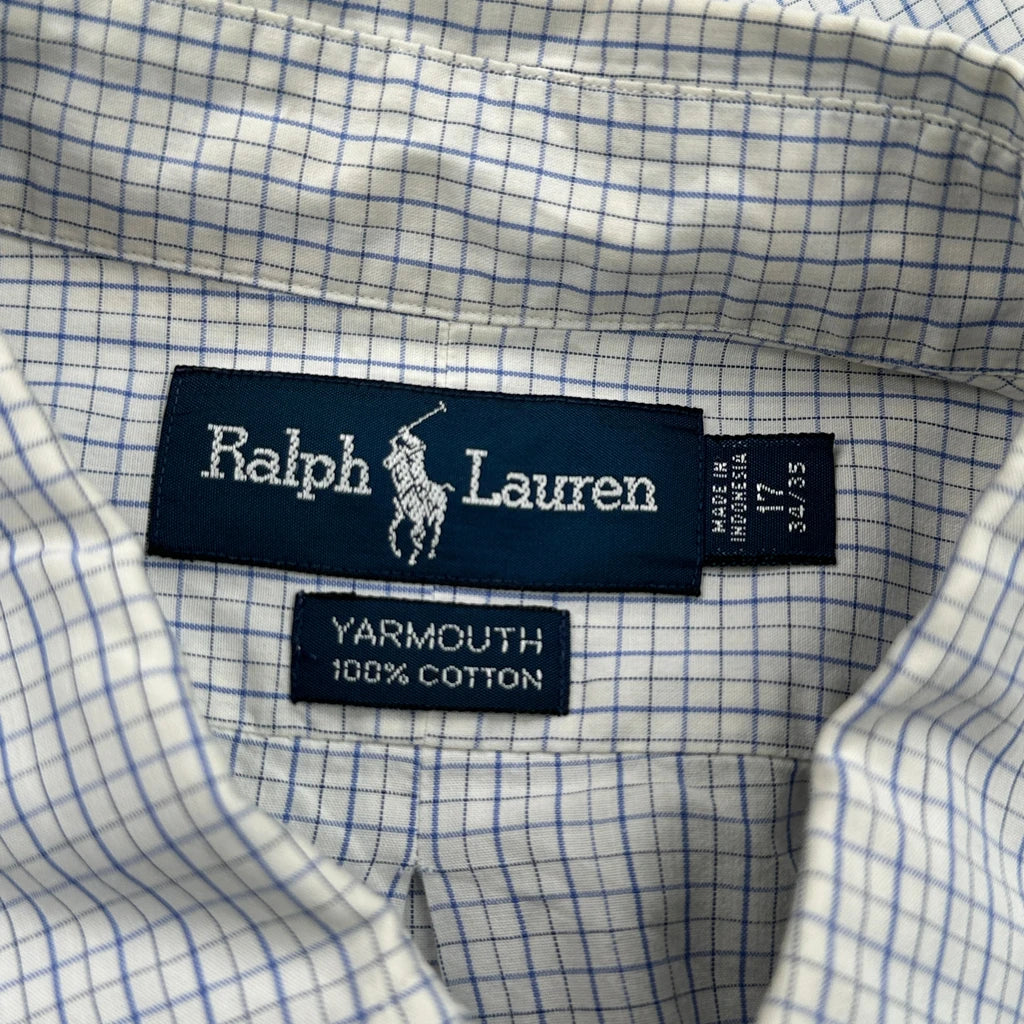 Ralph Lauren
MADE IN
INDONESIA
17
34/35
YARMOUTH
100% COTTON